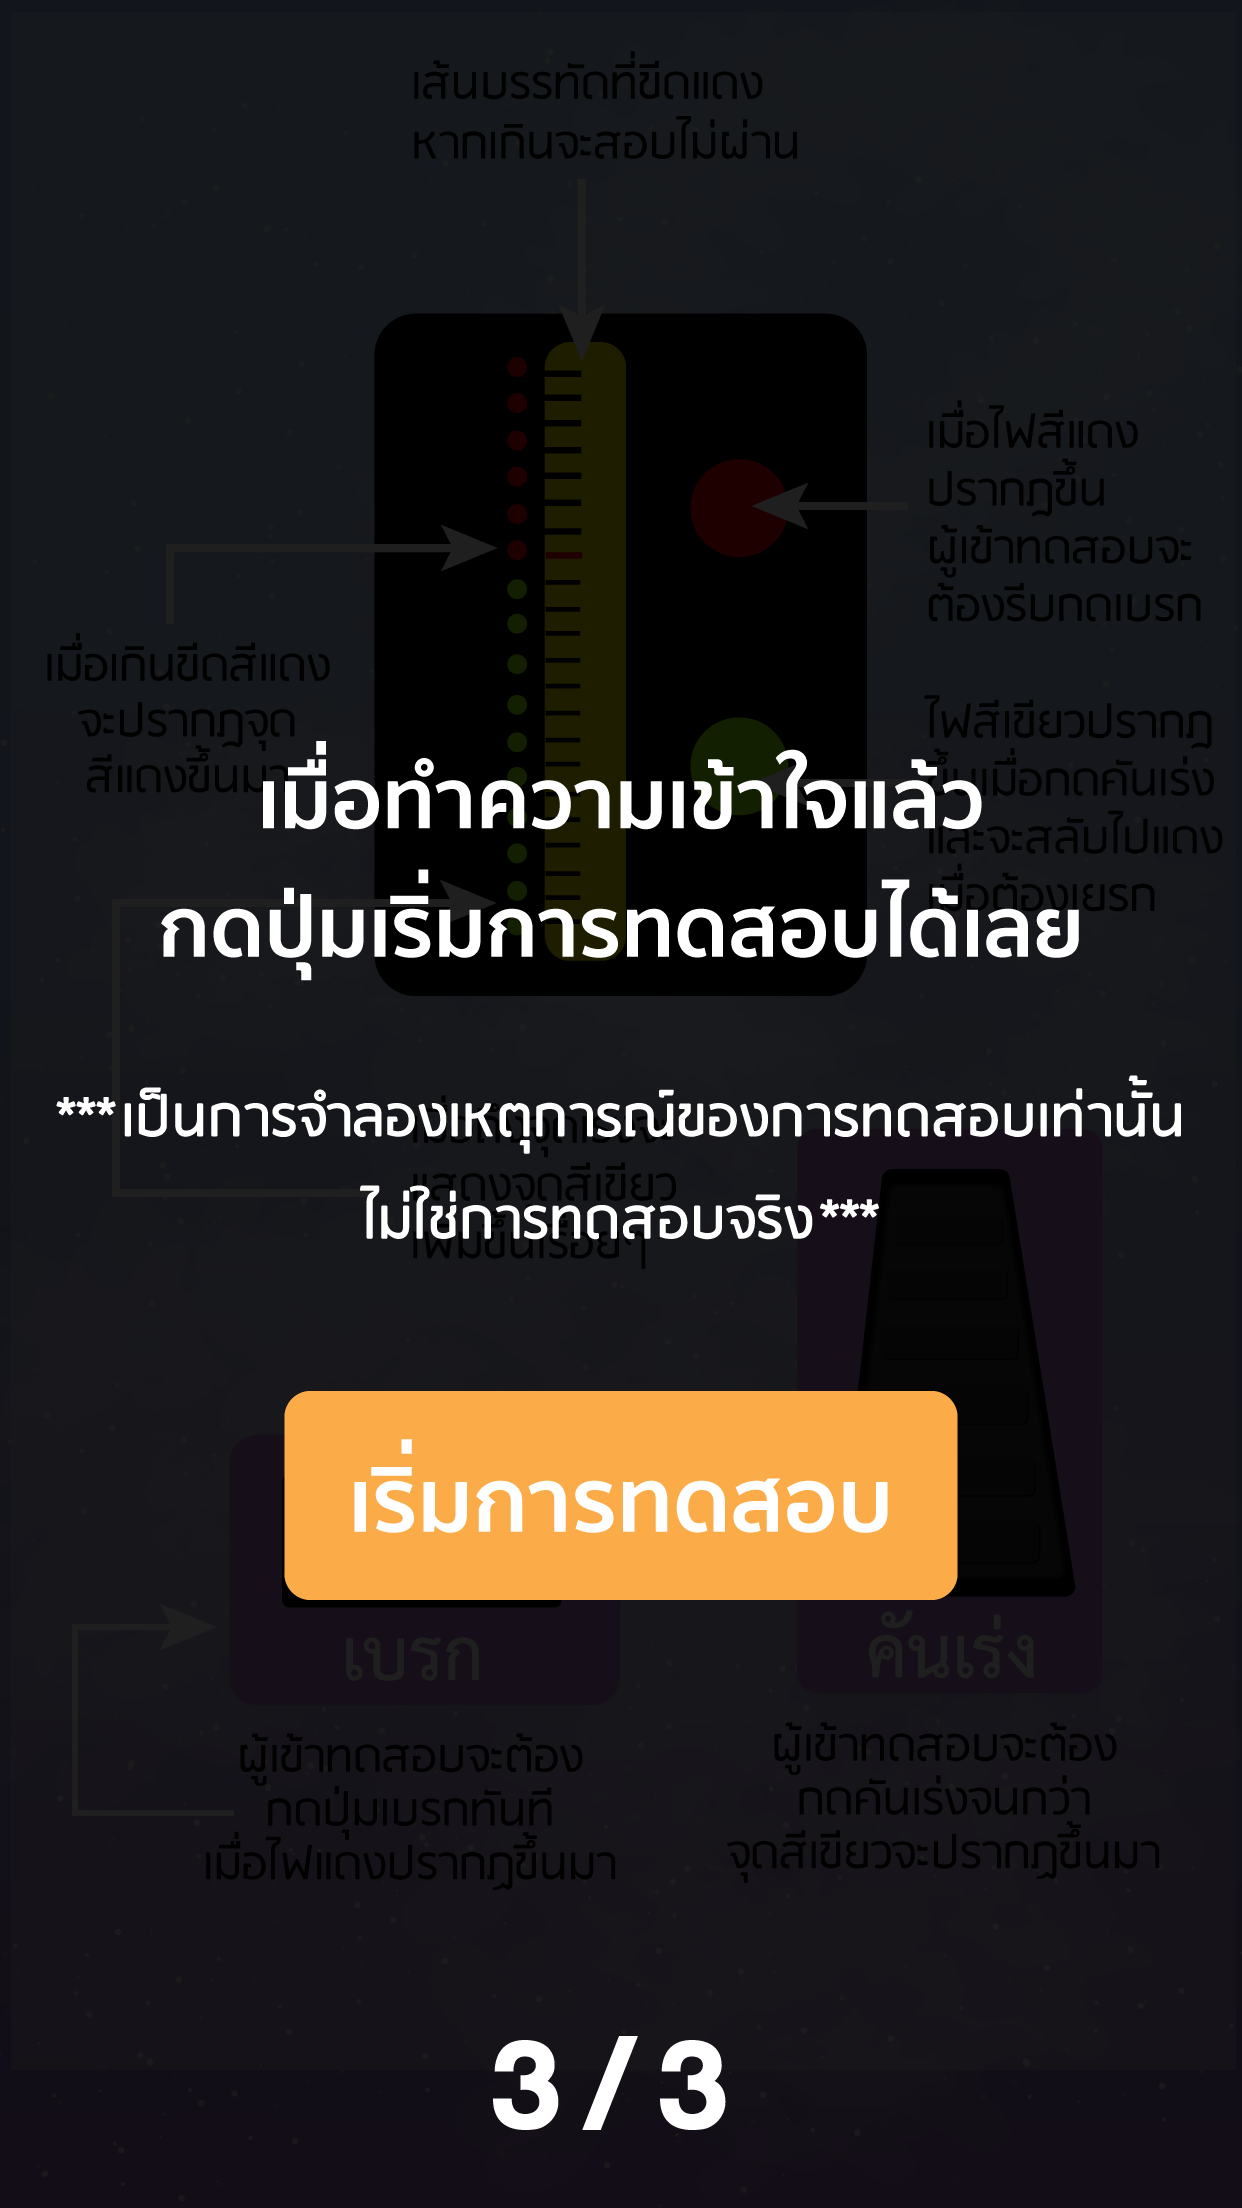 เส้นบรรทัดที่ขีดแดง
หากเกินจะสอบไม่ผ่าน
เมื่อไฟสีแดง
ปรากฎขึ้น
ผู้เข้าทดสอบจะ
ต้องรีบกดเบรก
เมื่อเกินขีดสีแดง
จะปรากฎจุด
สีแดงขึ้นมา
ไฟสีเขียวปรากฎ
ขึ้นเมื่อกดคันเร่ง
และจะสลับไปแดง
เมื่อต้องเยรก
เมื่อทำความเข้าใจแล้ว
กดปุ่มเริ่มการทดสอบได้เลย
***เป็นการจำลองเหตุการณ์ของการทดสอบเท่านั้น
ไม่ใช่การทดสอบจริง***
แสดงจุดสีเขียว
เพิ่มขึ้นเรื่อยๆ
เริ่มการทดสอบ
เบรก
คันเร่ง
ผู้เข้าทดสอบจะต้อง
กดปุ่มเบรกทันที
เมื่อไฟแดงปรากฏขึ้นมา
ผู้เข้าทดสอบจะต้อง
กดคันเร่งจนกว่า
จุดสีเขียวจะปรากฏขึ้นมา
3/3